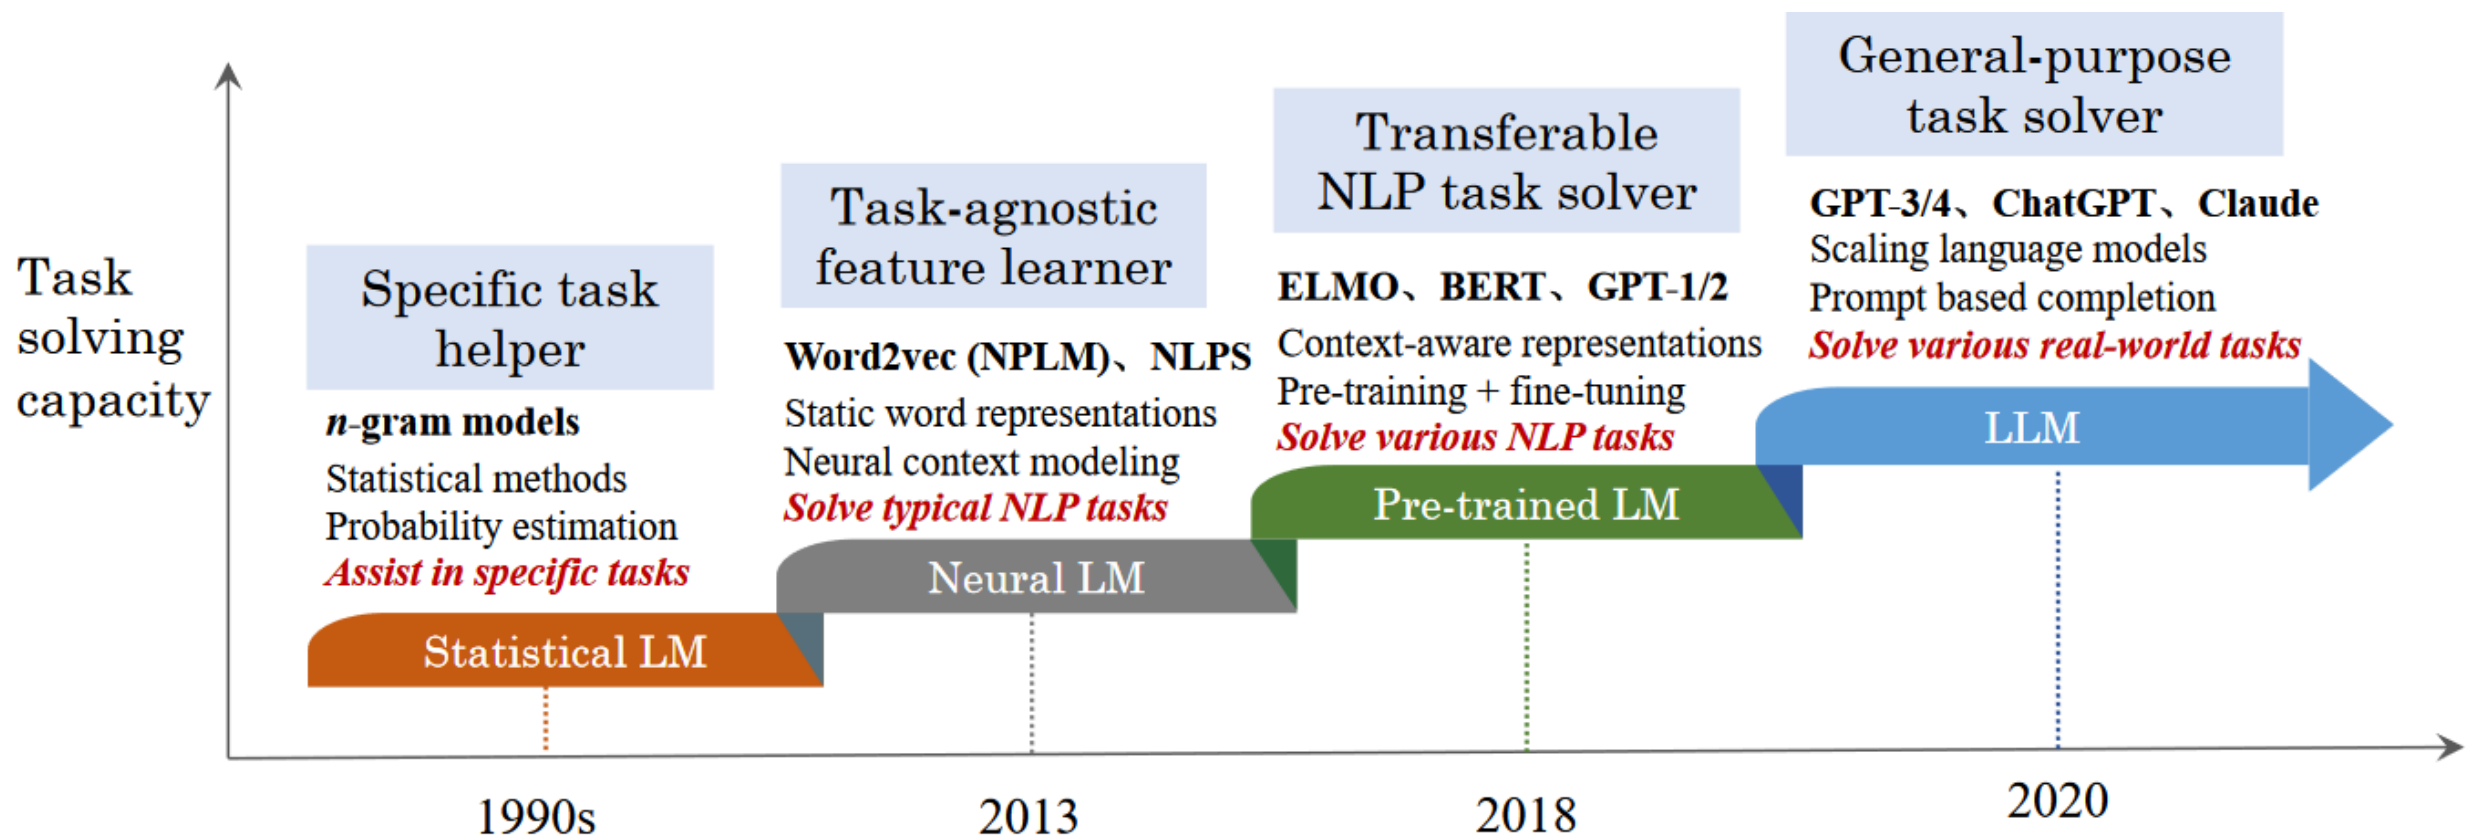 Task
solving
capacity
Specific task
helper
n-gram models
Statistical methods
Probability estimation
Assist in specific tasks
Statistical LM
1990s
Task-agnostic
feature learner
Word2vec (NPLM)、NLPS
Static word representations
Neural context modeling
Solve typical NLP tasks
Neural LM
2013
Transferable
NLP task solver
ELMO、BERT、GPT-1/2
Context-aware representations
Pre-training + fine-tuning
Solve various NLP tasks
Pre-trained LM
2018
General-purpose
task solver
GPT-3/4、ChatGPT、Claude
Scaling language models
Prompt based completion
Solve various real-world tasks
LLM
2020